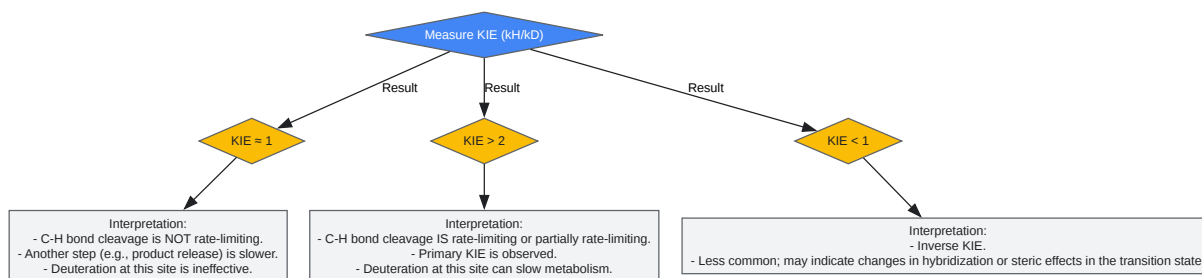 Measure KIE (kH/kD)
Result
Result
Result
KIE ≈ 1
KIE > 2
KIE < 1
Interpretation:
- C-H bond cleavage is NOT rate-limiting.
- Another step (e.g., product release) is slower.
- Deuteration at this site is ineffective.
Interpretation:
- C-H bond cleavage IS rate-limiting or partially rate-limiting.
- Primary KIE is observed.
- Deuteration at this site can slow metabolism.
Interpretation:
- Inverse KIE.
- Less common; may indicate changes in hybridization or steric effects in the transition state.